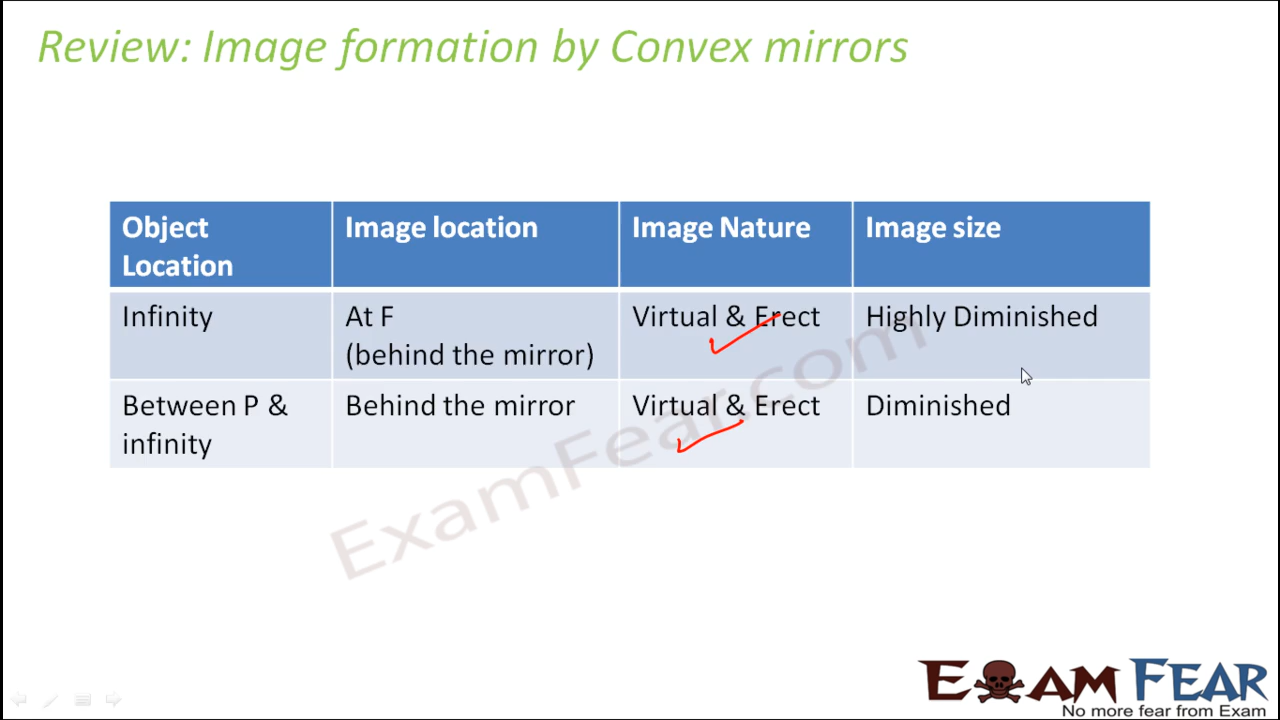 Review: Image formation by Convex mirrors
Object Location
Image location
Image Nature
Image size
Infinity
At F
(behind the mirror)
Virtual & Erect
Highly Diminished
Between P & infinity
Behind the mirror
Virtual & Erect
Diminished
ExamFear.com
EXAM FEAR
No more fear from Exam